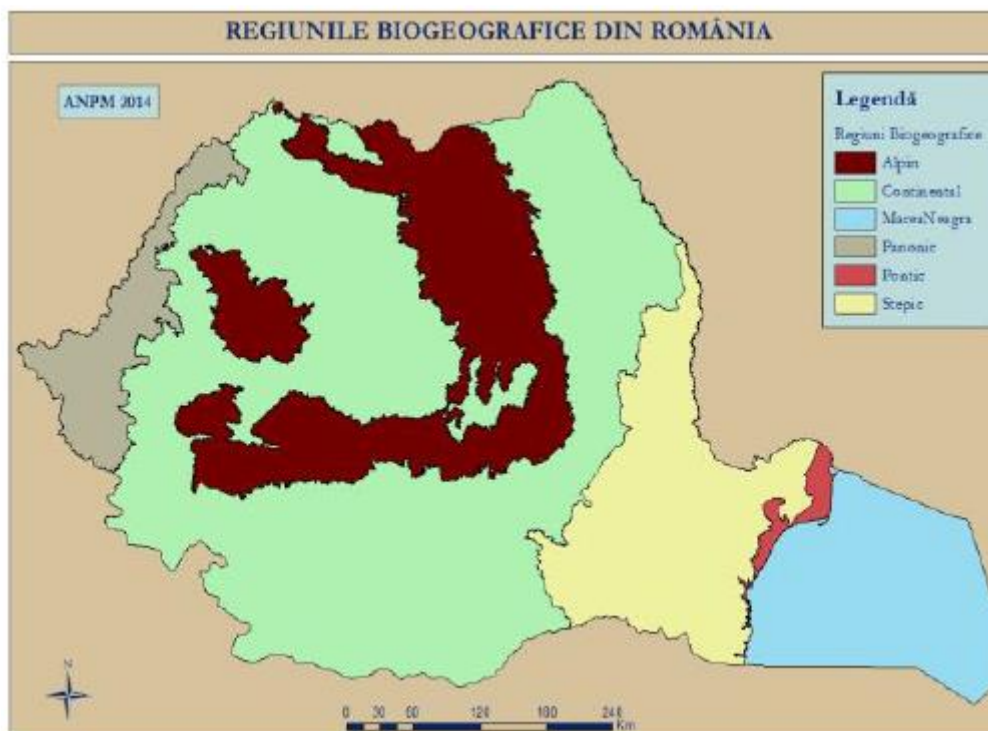 REGIUNILE BIOGEOGRAFICE DIN ROMÂNIA
ANPM 2014
Legendă
Regiuni Biogeografice
Alpin
Continental
MareaNeagra
Panonic
Pontic
Stepic
N
0 30 60 120 180 240
Km